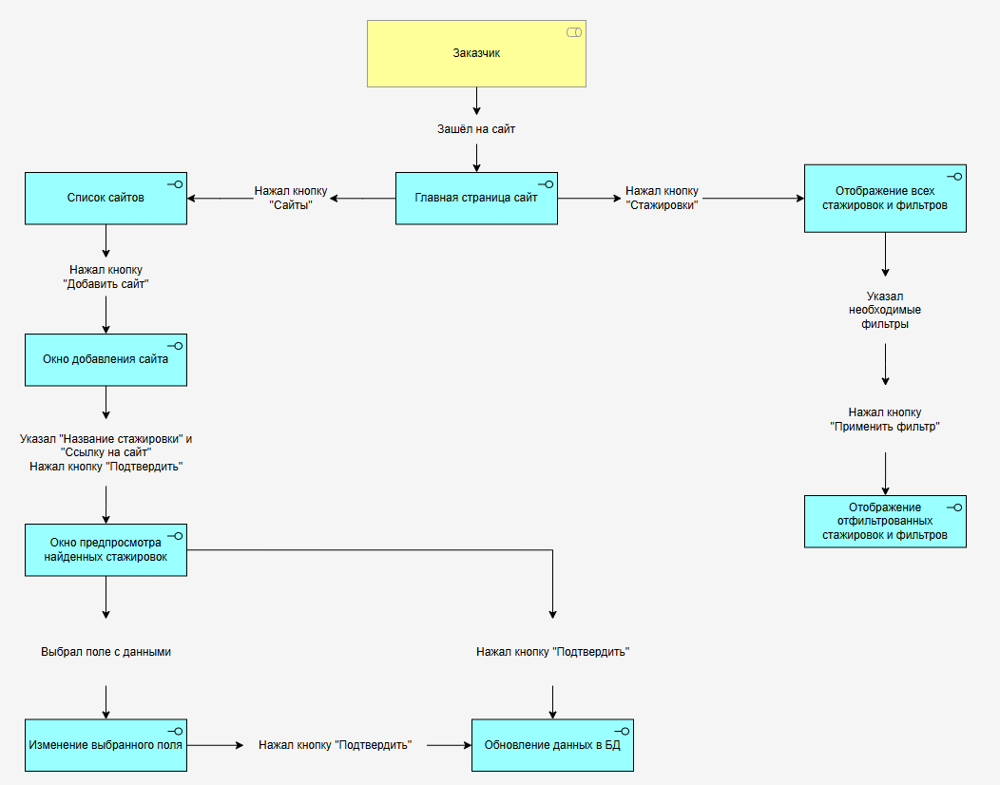 Заказчик
Зашёл на сайт
Список сайтов
Нажал кнопку
"Сайты"
Главная страница сайт
Нажал кнопку
"Стажировки"
Отображение всех
стажировок и фильтров
Нажал кнопку
"Добавить сайт"
Указал
необходимые
фильтры
Окно добавления сайта
Нажал кнопку
"Применить фильтр"
Указал "Название стажировки" и
"Ссылку на сайт"
Нажал кнопку "Подтвердить"
Отображение
отфильтрованных
стажировок и фильтров
Окно предпросмотра
найденных стажировок
Выбрал поле с данными
Нажал кнопку "Подтвердить"
Изменение выбранного поля
Нажал кнопку "Подтвердить"
Обновление данных в БД